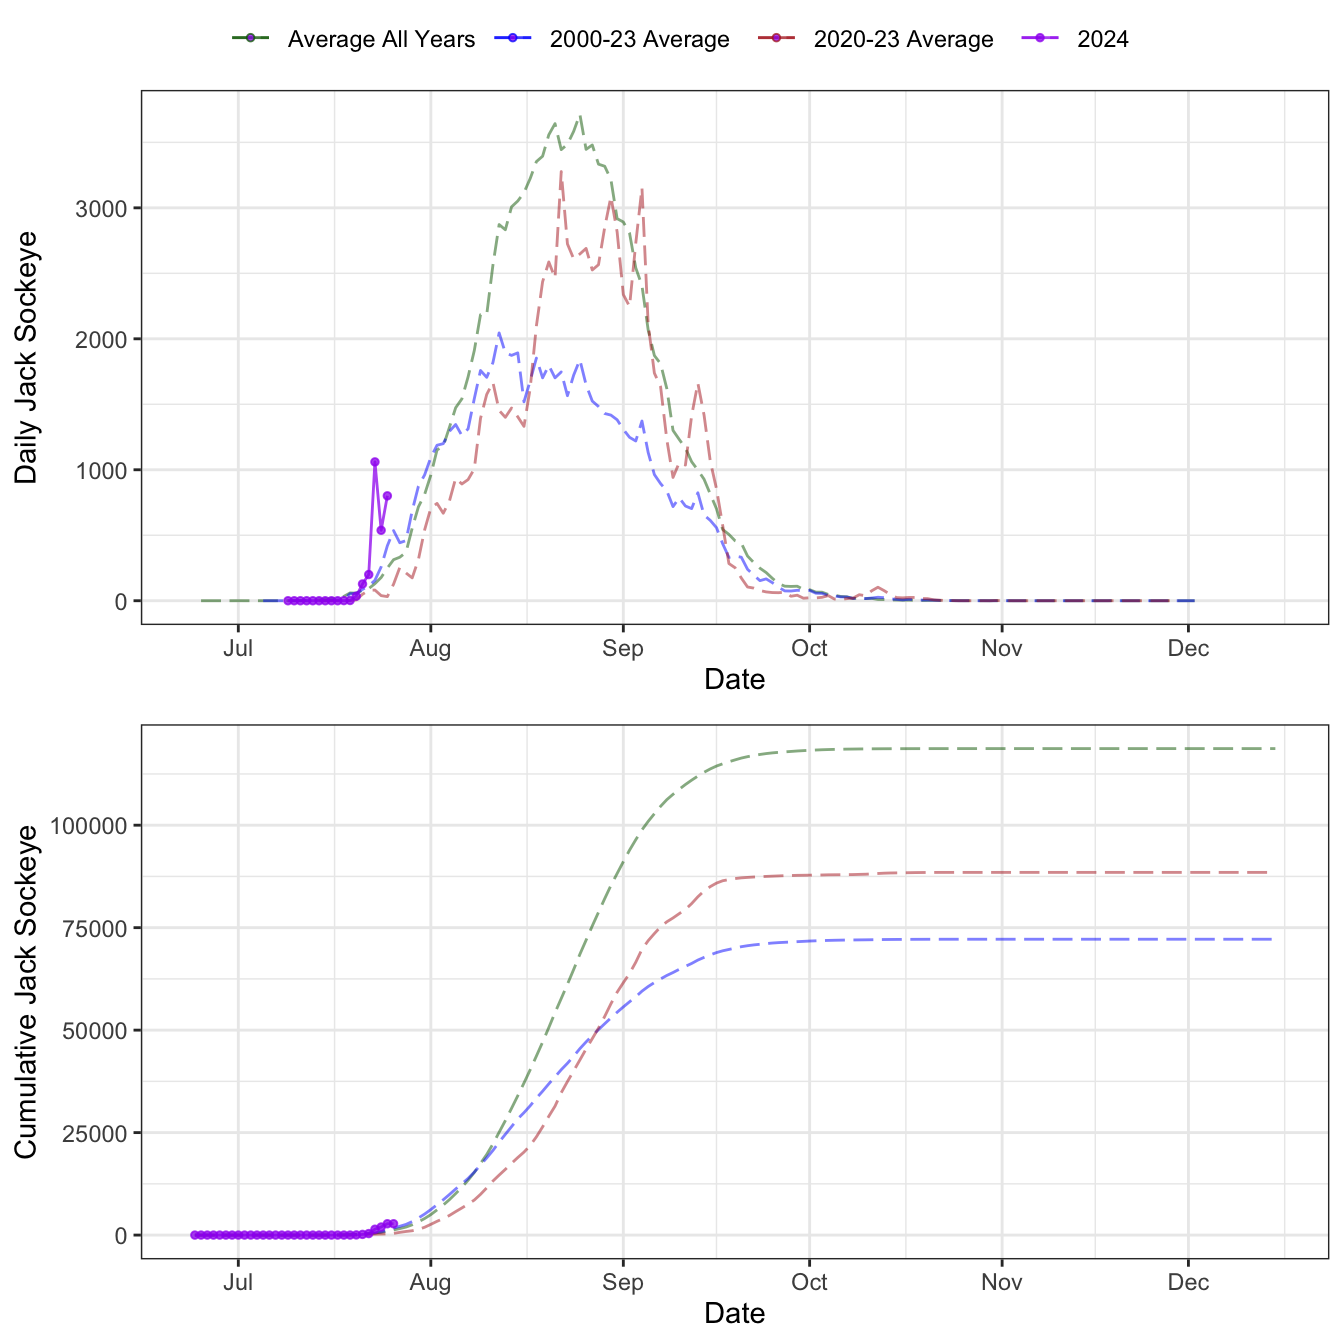 Average All Years 2000-23 Average 2020-23 Average 2024
Daily Jack Sockeye
3000
2000
1000
0
Jul Aug Sep Oct Nov Dec
Date
Cumulative Jack Sockeye
100000
75000
50000
25000
0
Jul Aug Sep Oct Nov Dec
Date